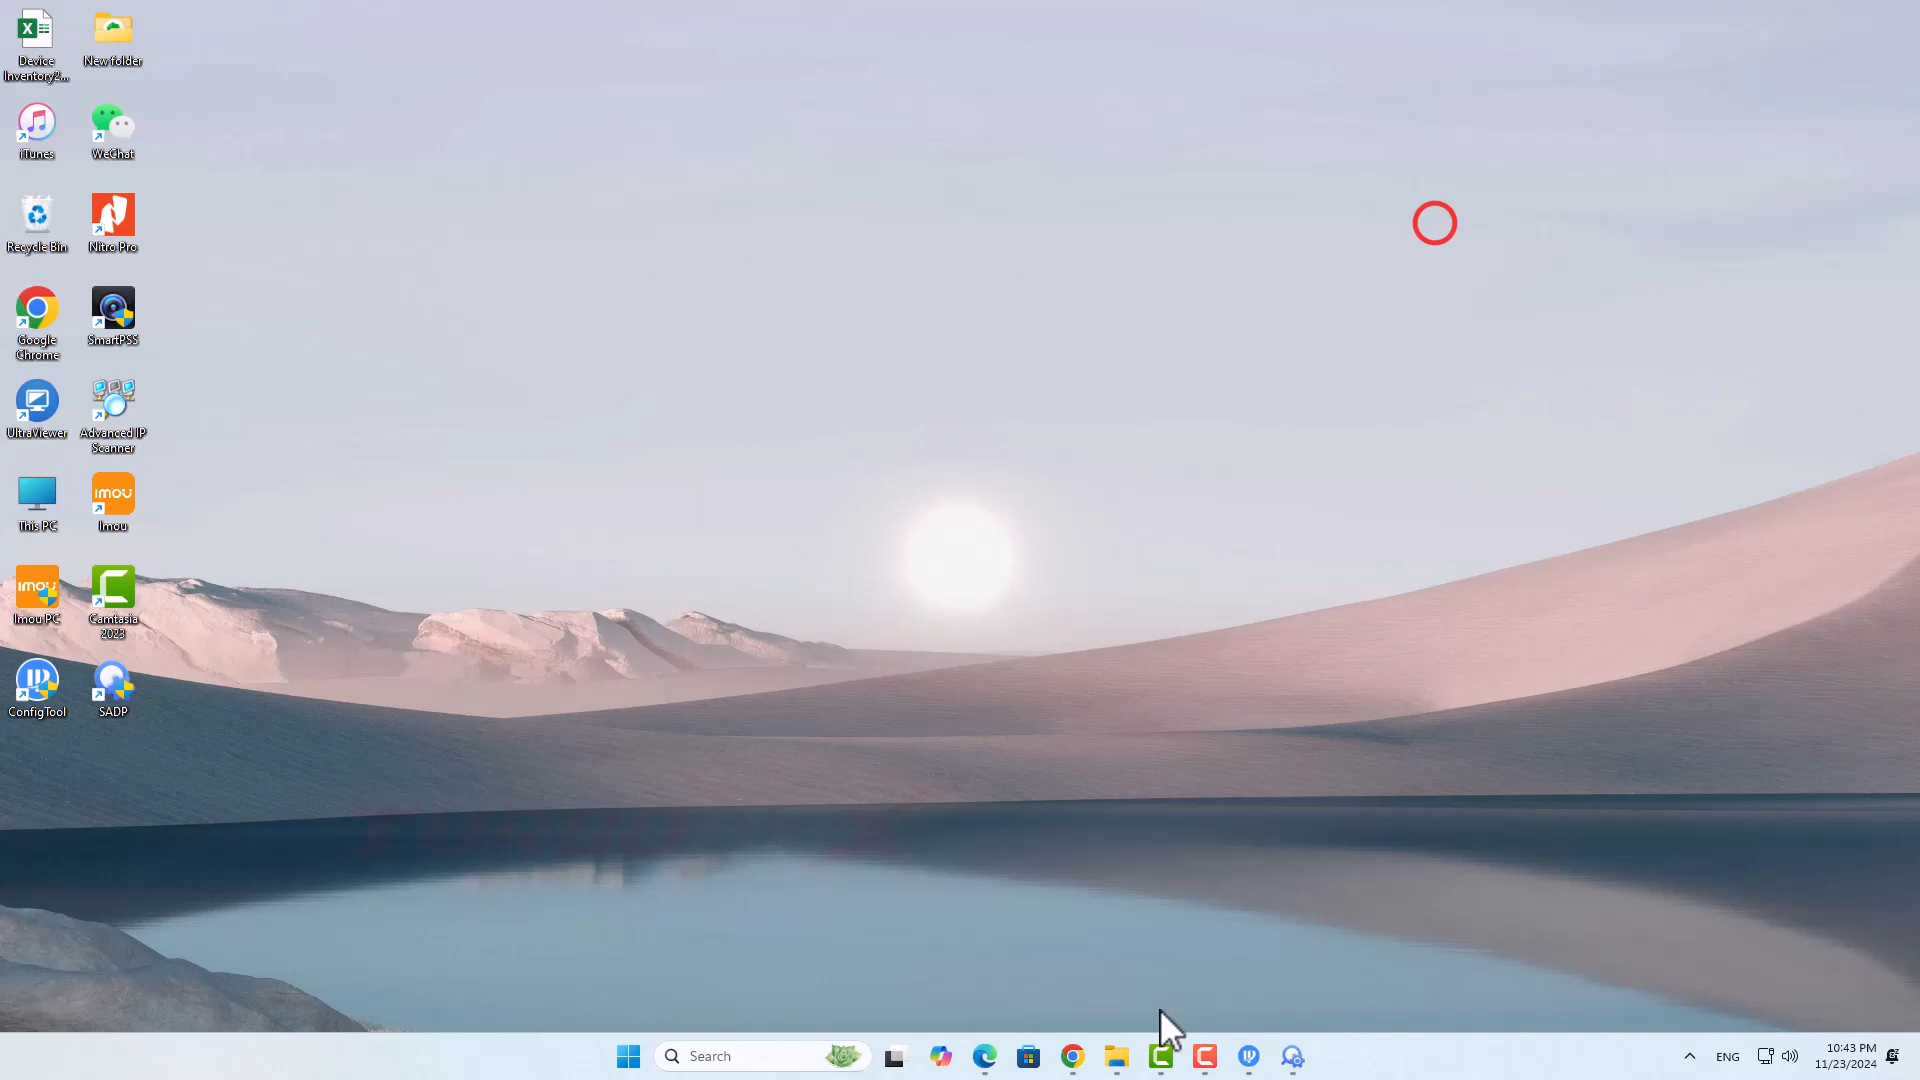 Device
Inventory2...
New folder
iTunes
WeChat
Recycle Bin
Nitro Pro
Google
Chrome
SmartPSS
UltraViewer
Advanced IP
Scanner
This PC
imou
Imou
imou
Imou PC
Camtasia
2023
IP
ConfigTool
SADP
Search
ENG
10:43 PM
11/23/2024